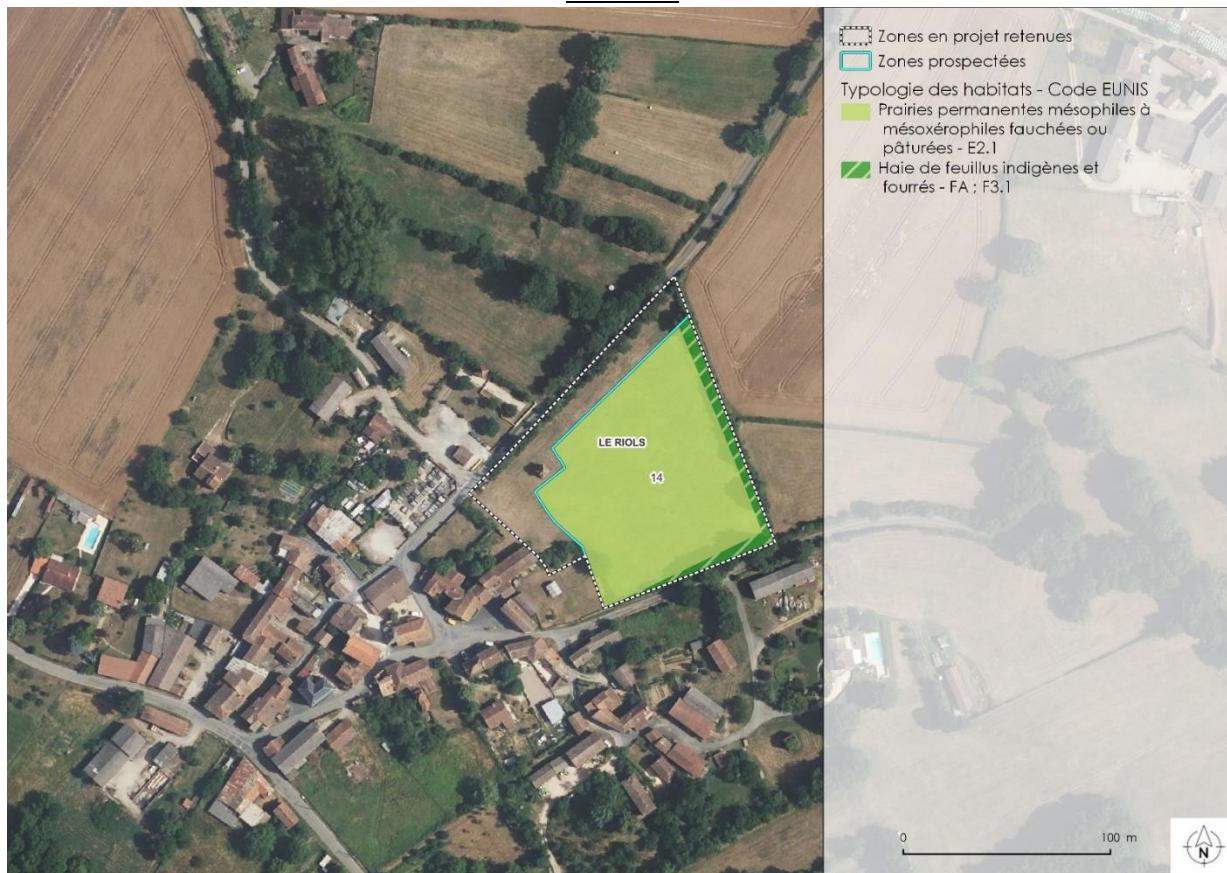 Zones en projet retenues
Zones prospectées
Typologie des habitats - Code EUNIS
Prairies permanentes mésophiles à
mésoxérophiles fauchées ou
pâturées - E2.1
Haie de feuillus indigènes et
fourrés - FA ; F3.1
LE RIOLS
14
0 100 m
N